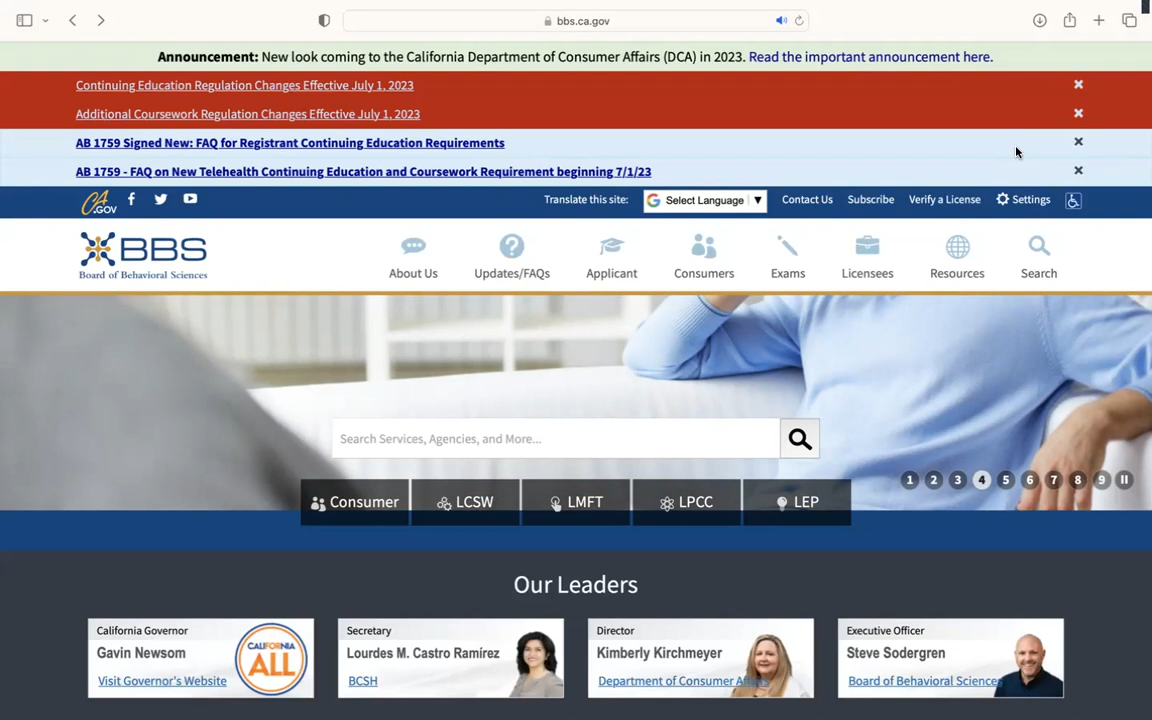 bbs.ca.gov
Announcement: New look coming to the California Department of Consumer Affairs (DCA) in 2023. Read the important announcement here.
Continuing Education Regulation Changes Effective July 1, 2023
Additional Coursework Regulation Changes Effective July 1, 2023
AB 1759 Signed New: FAQ for Registrant Continuing Education Requirements
AB 1759 - FAQ on New Telehealth Continuing Education and Coursework Requirement beginning 7/1/23
CA.GOV Translate this site: G Select Language ▼ Contact Us Subscribe Verify a License Settings
BBS
Board of Behavioral Sciences
About Us Updates/FAQs Applicant Consumers Exams Licensees Resources Search
Search Services, Agencies, and More...
1 2 3 4 5 6 7 8 9
Consumer LCSW LMFT LPCC LEP
Our Leaders
California Governor
Gavin Newsom
Visit Governor's Website
CALIFORNIA
ALL
Secretary
Lourdes M. Castro Ramírez
BCSH
Director
Kimberly Kirchmeyer
Department of Consumer Affairs
Executive Officer
Steve Sodergren
Board of Behavioral Sciences